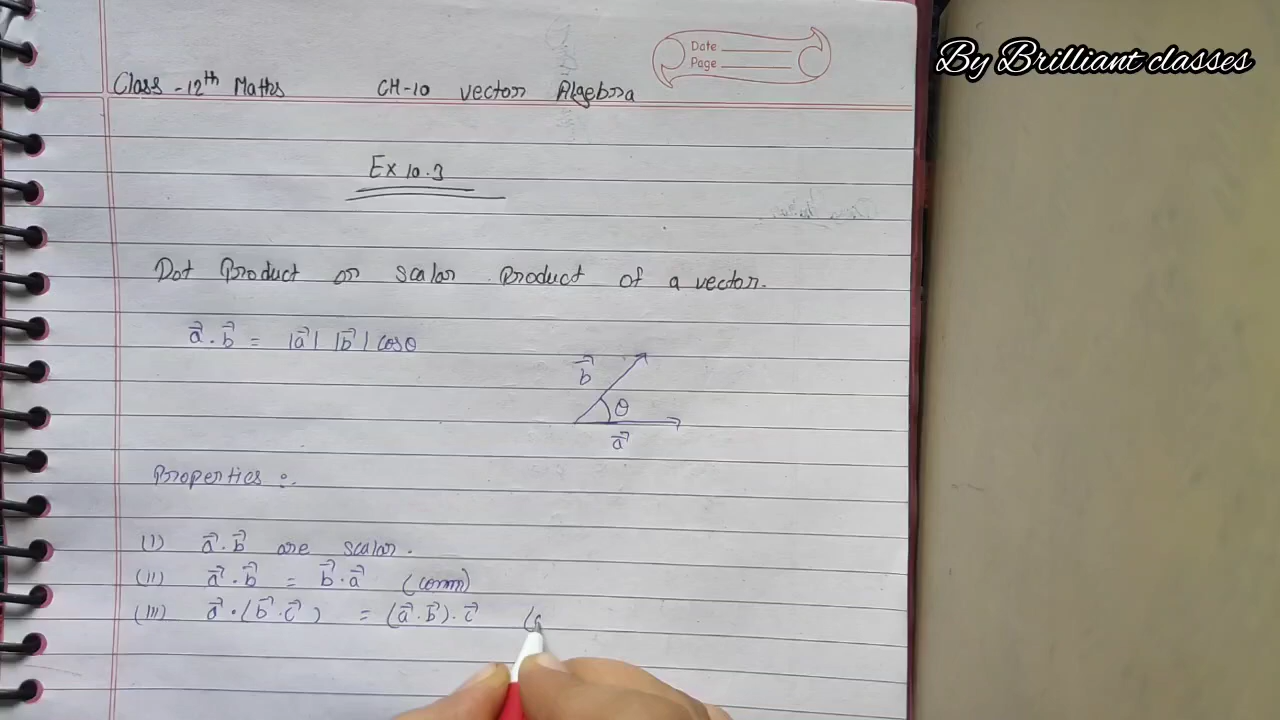 By Brilliant classes
Date
Page
Class - 12th Maths CH-10 vector Algebra
Ex 10.3
Dot Product or scalar Product of a vector.
a⃗ . b⃗ = |a⃗| |b⃗| cosθ
b⃗
θ
a⃗
Properties :.
(I) a⃗ . b⃗ are scalar.
(II) a⃗ . b⃗ = b⃗ . a⃗ (comm)
(III) a⃗ . (b⃗ . c⃗) = (a⃗ . b⃗) . c⃗ (